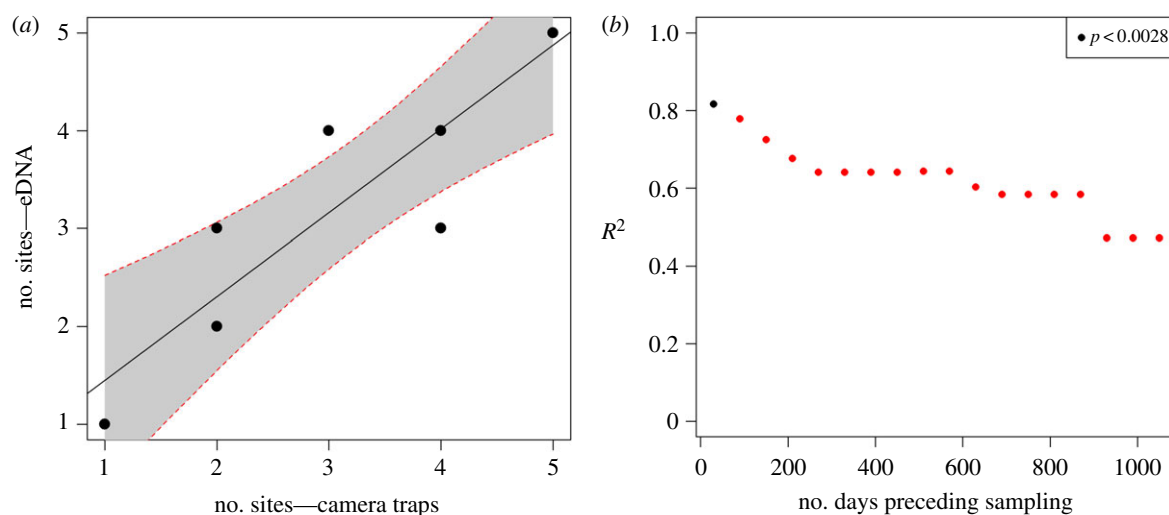 (a)
5
4
3
2
1
no. sites—eDNA
1 2 3 4 5
no. sites—camera traps
(b)
p < 0.0028
1.0
0.8
0.6
0.4
0.2
0
R²
0 200 400 600 800 1000
no. days preceding sampling